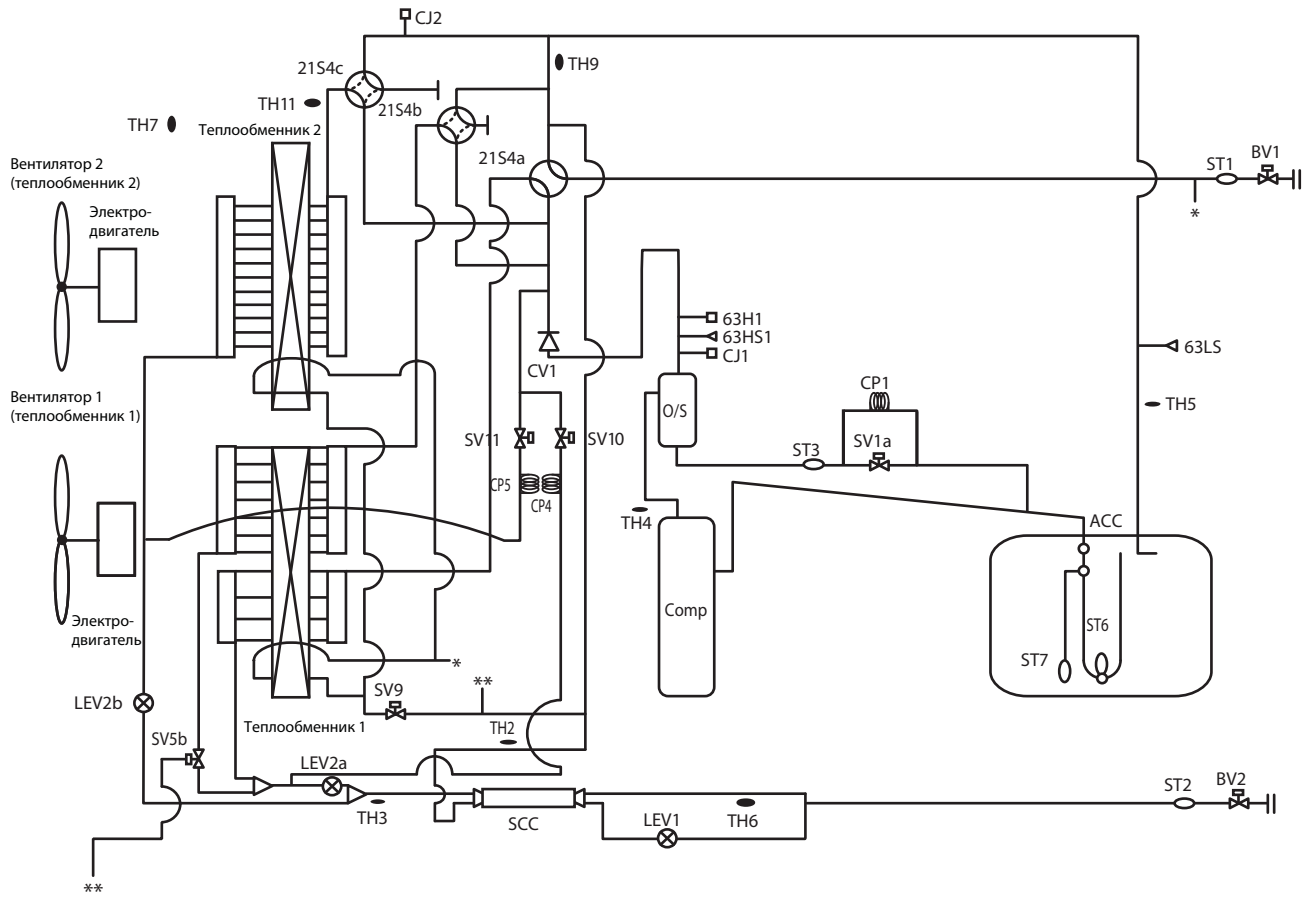 CJ2
21S4c
TH9
TH11
21S4b
TH7
Теплообменник 2
21S4a
ST1
BV1
Вентилятор 2
(теплообменник 2)
Электро-
двигатель
*
63H1
63HS1
CJ1
CV1
63LS
CP1
TH5
Вентилятор 1
(теплообменник 1)
O/S
SV11
SV10
ST3
SV1a
CP5
CP4
TH4
ACC
Comp
Электро-
двигатель
ST6
ST7
*
**
SV9
LEV2b
Теплообменник 1
TH2
SV5b
LEV2a
ST2
BV2
TH3
SCC
LEV1
TH6
**